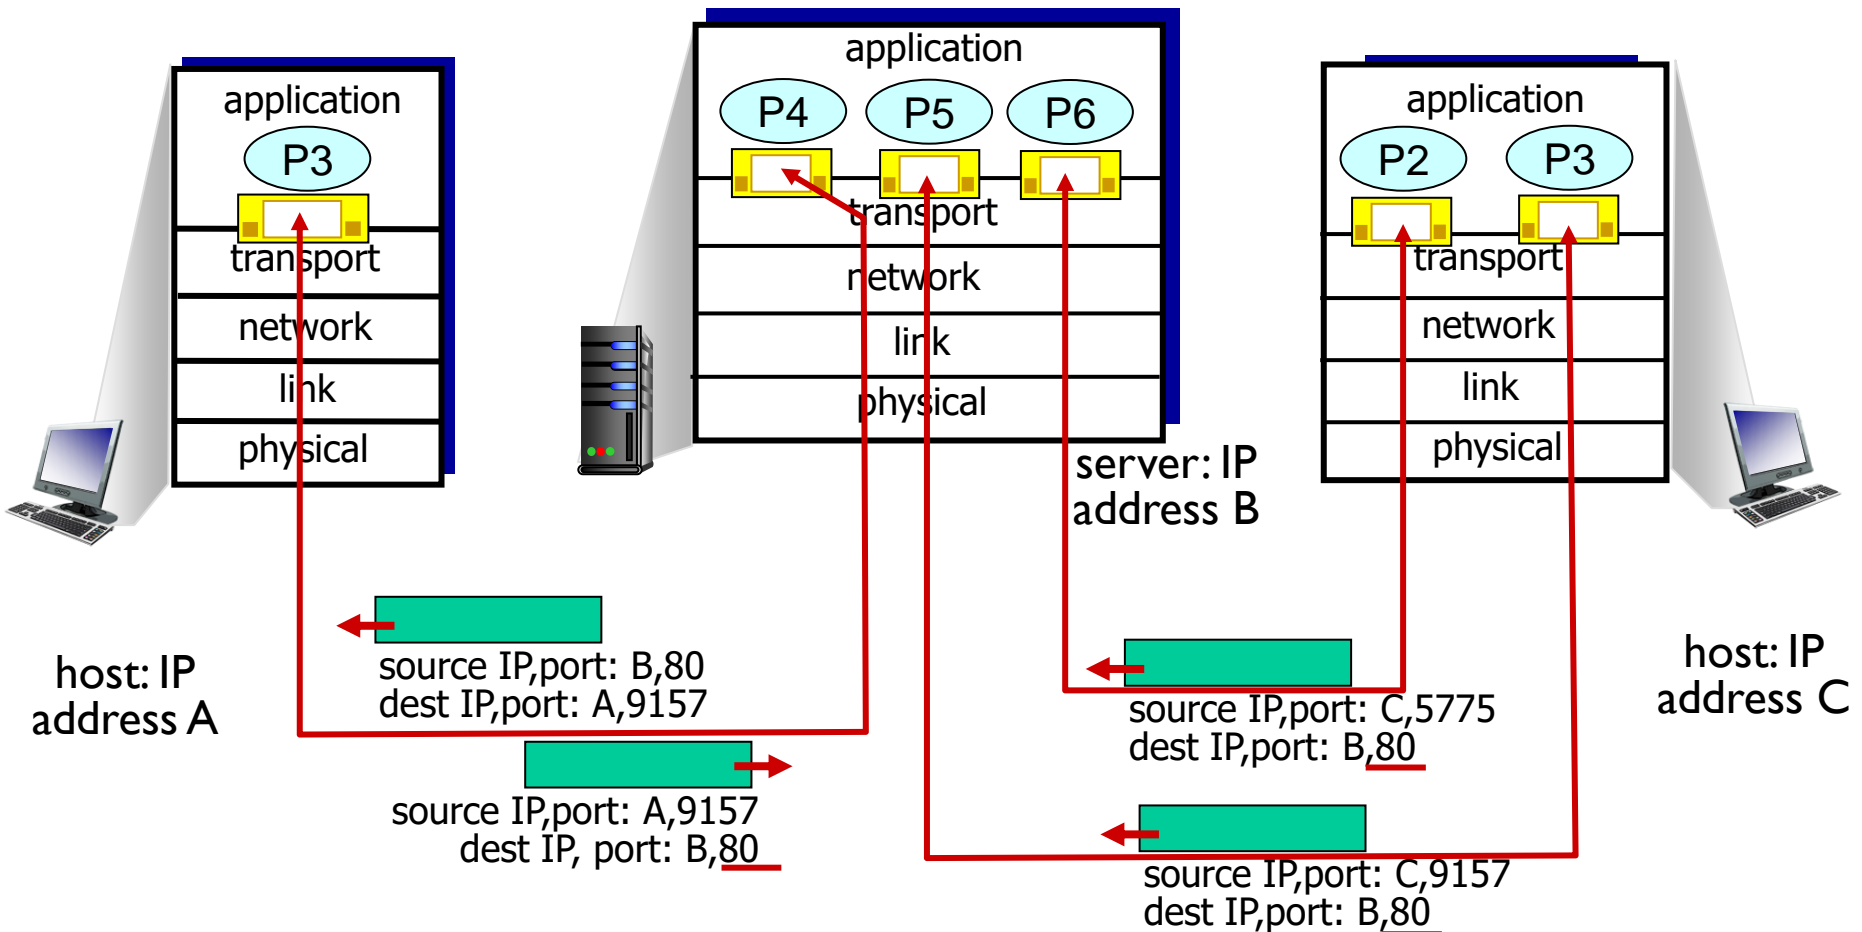 application
P3
transport
network
link
physical
host: IP
address A
application
P4
P5
P6
transport
network
link
physical
server: IP
address B
application
P2
P3
transport
network
link
physical
host: IP
address C
source IP,port: B,80
dest IP,port: A,9157
source IP,port: A,9157
dest IP, port: B,80
source IP,port: C,5775
dest IP,port: B,80
source IP,port: C,9157
dest IP,port: B,80